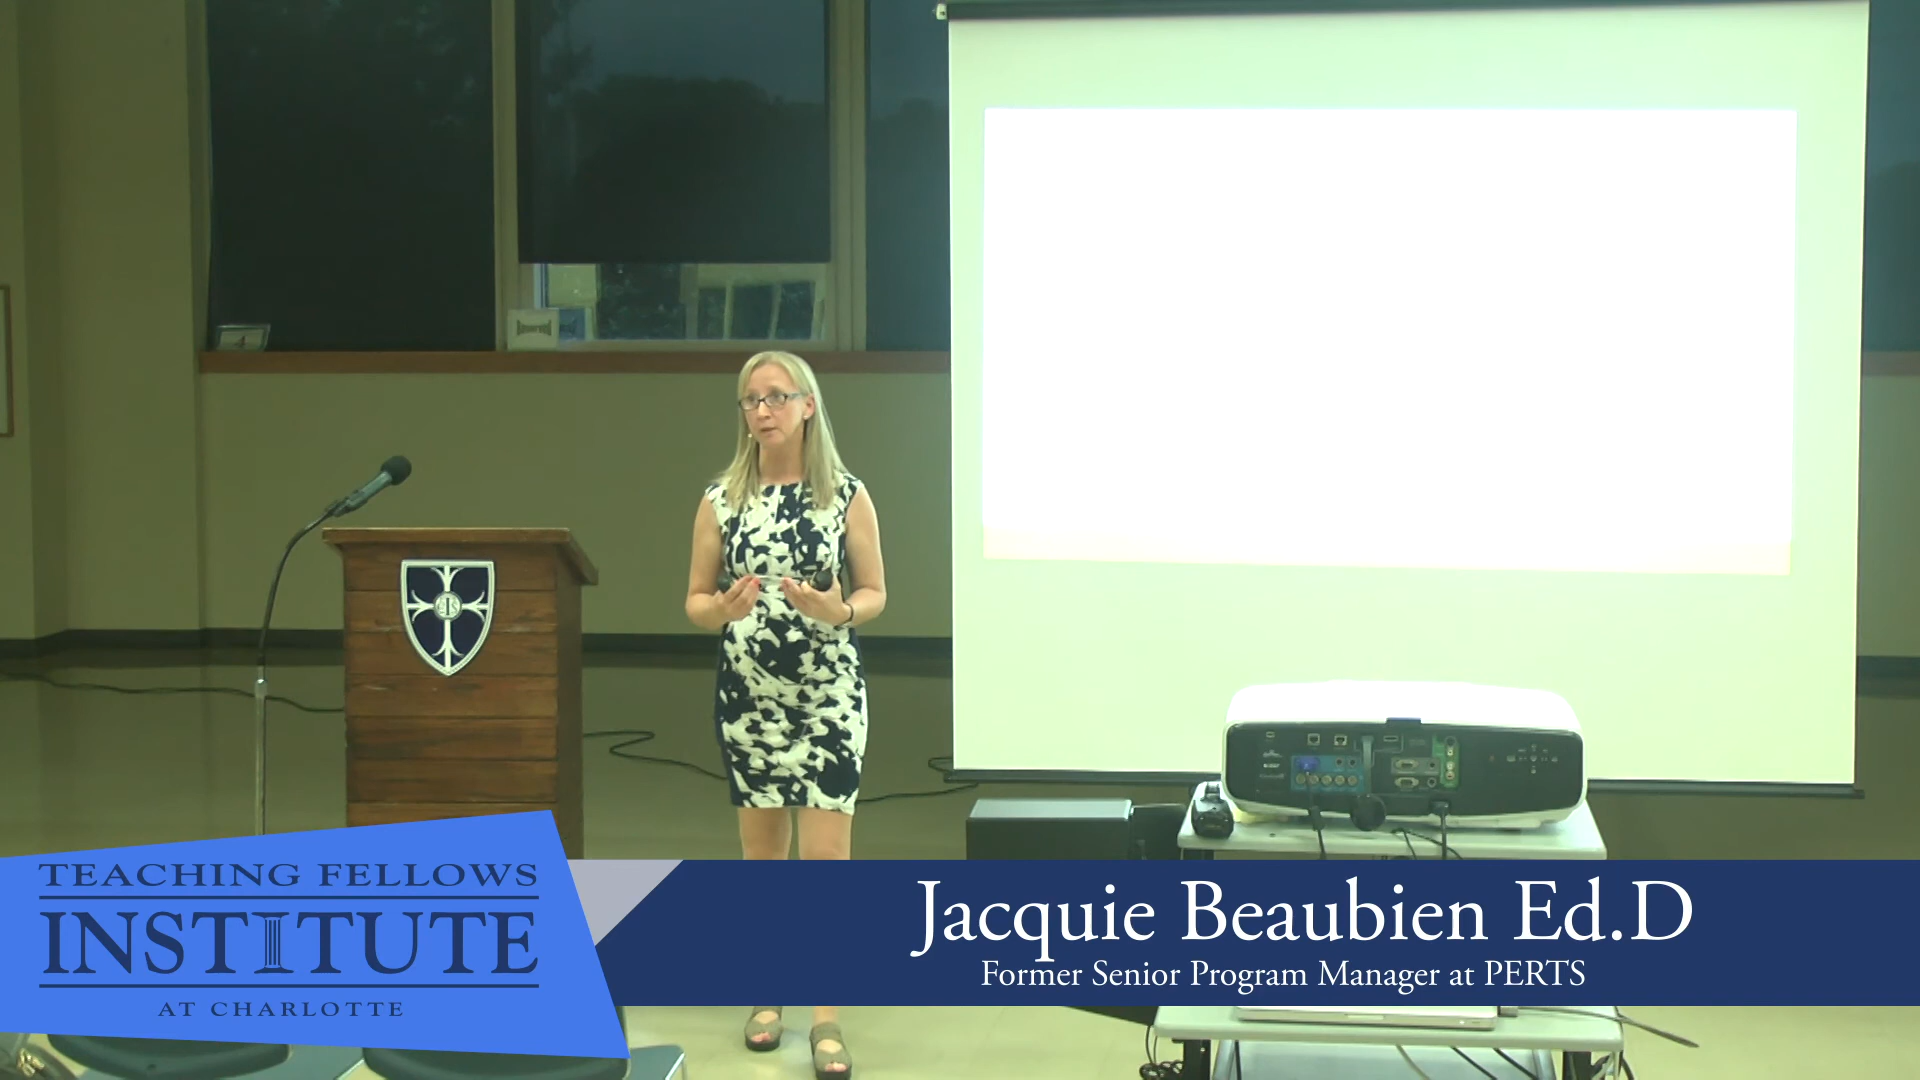 TEACHING FELLOWS
INSTITUTE
AT CHARLOTTE
Jacquie Beaubien Ed.D
Former Senior Program Manager at PERTS